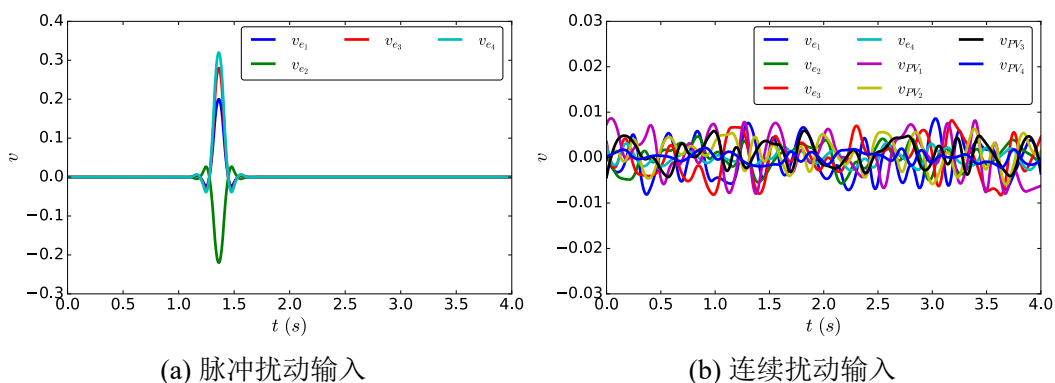 0.4
0.3
0.2
0.1
0.0
−0.1
−0.2
−0.3
v
v_{e_1} v_{e_3} v_{e_4}
v_{e_2}
0.0 0.5 1.0 1.5 2.0 2.5 3.0 3.5 4.0
t (s)
(a) 脉冲扰动输入
0.03
0.02
0.01
0.00
−0.01
−0.02
−0.03
v
v_{e_1} v_{e_4} v_{PV_3}
v_{e_2} v_{PV_1} v_{PV_4}
v_{e_3} v_{PV_2}
0.0 0.5 1.0 1.5 2.0 2.5 3.0 3.5 4.0
t (s)
(b) 连续扰动输入